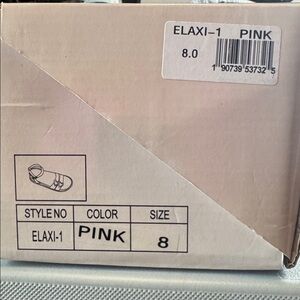 ELAXI-1 PINK
8.0
1 90739 53732 5
STYLE NO COLOR SIZE
ELAXI-1 PINK 8